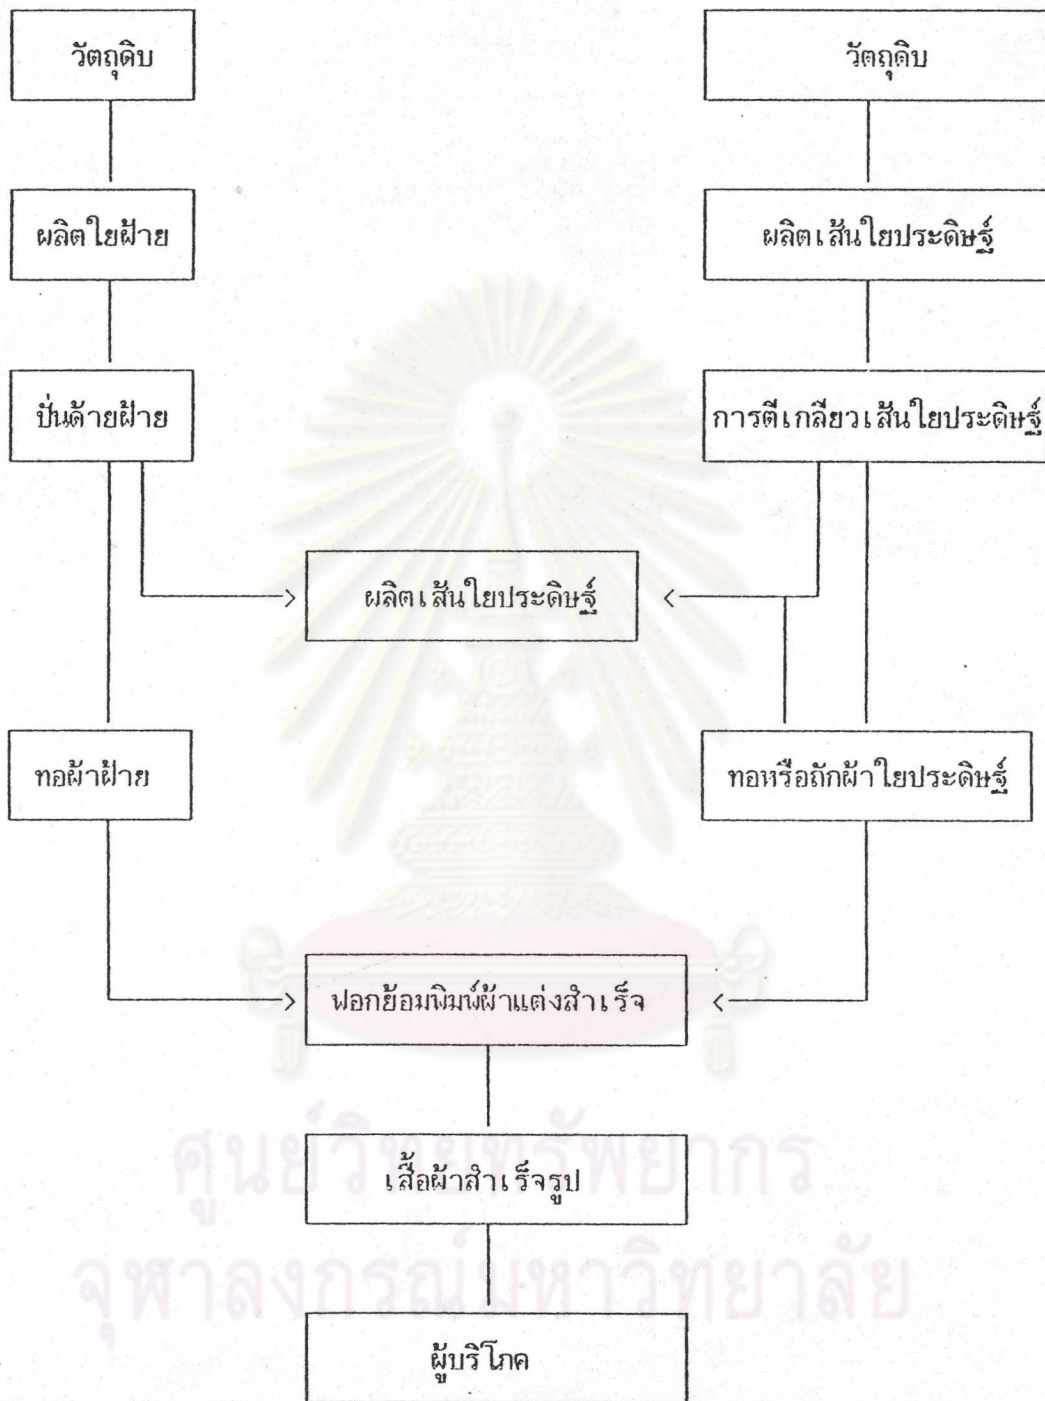 วัตถุดิบ
วัตถุดิบ
ผลิตใยฝ้าย
ผลิตเส้นใยประดิษฐ์
ปั่นด้ายฝ้าย
การตีเกลียวเส้นใยประดิษฐ์
ผลิตเส้นใยประดิษฐ์
ทอผ้าฝ้าย
ทอหรือถักผ้าใยประดิษฐ์
ฟอกย้อมพิมพ์ผ้าแต่งสำเร็จ
ศูนย์วิทยทรัพยากร
เสื้อผ้าสำเร็จรูป
จุฬาลงกรณ์มหาวิทยาลัย
ผู้บริโภค